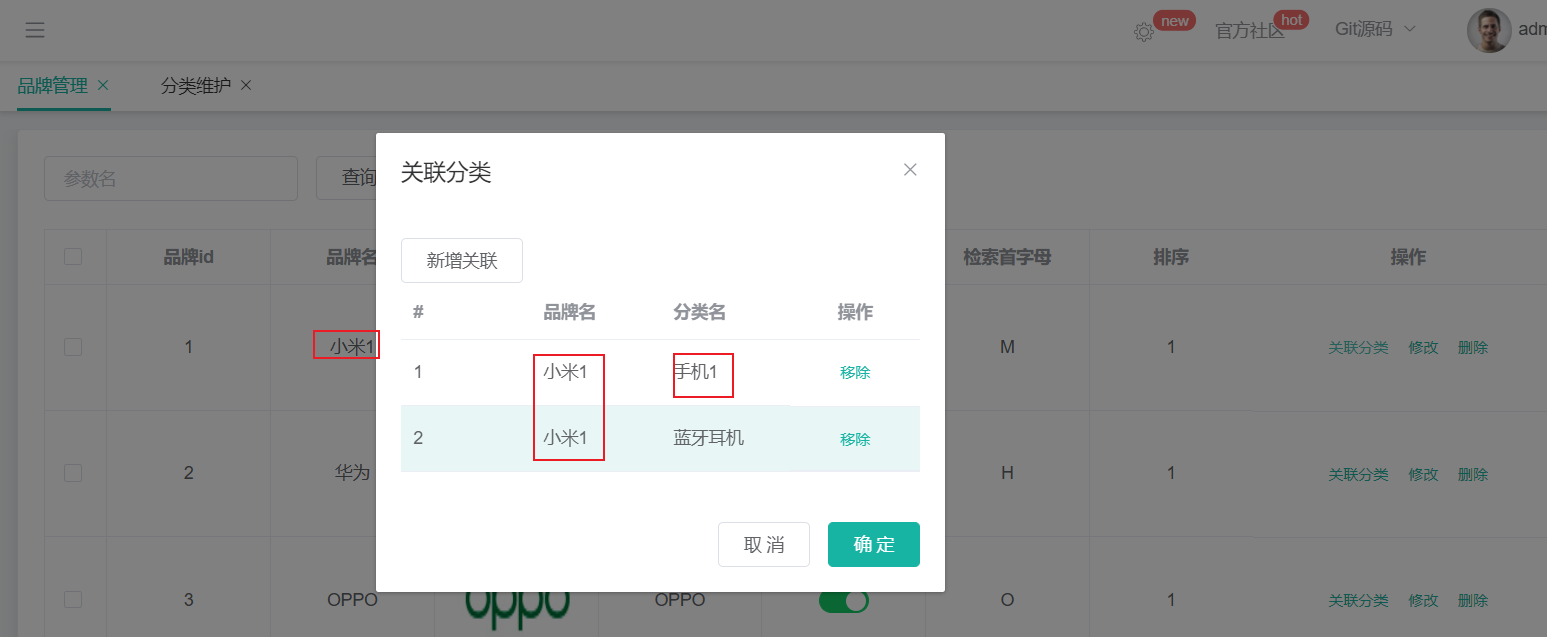 new
官方社区 hot
Git源码
adm
品牌管理 × 分类维护 ×
参数名 查询
关联分类
新增关联
# 品牌名 分类名 操作
1 小米1 手机1 移除
2 小米1 蓝牙耳机 移除
取消 确定
品牌id 品牌名 检索首字母 排序 操作
1 小米1 M 1 关联分类 修改 删除
2 华为 H 1 关联分类 修改 删除
3 OPPO oppo OPPO O 1 关联分类 修改 删除